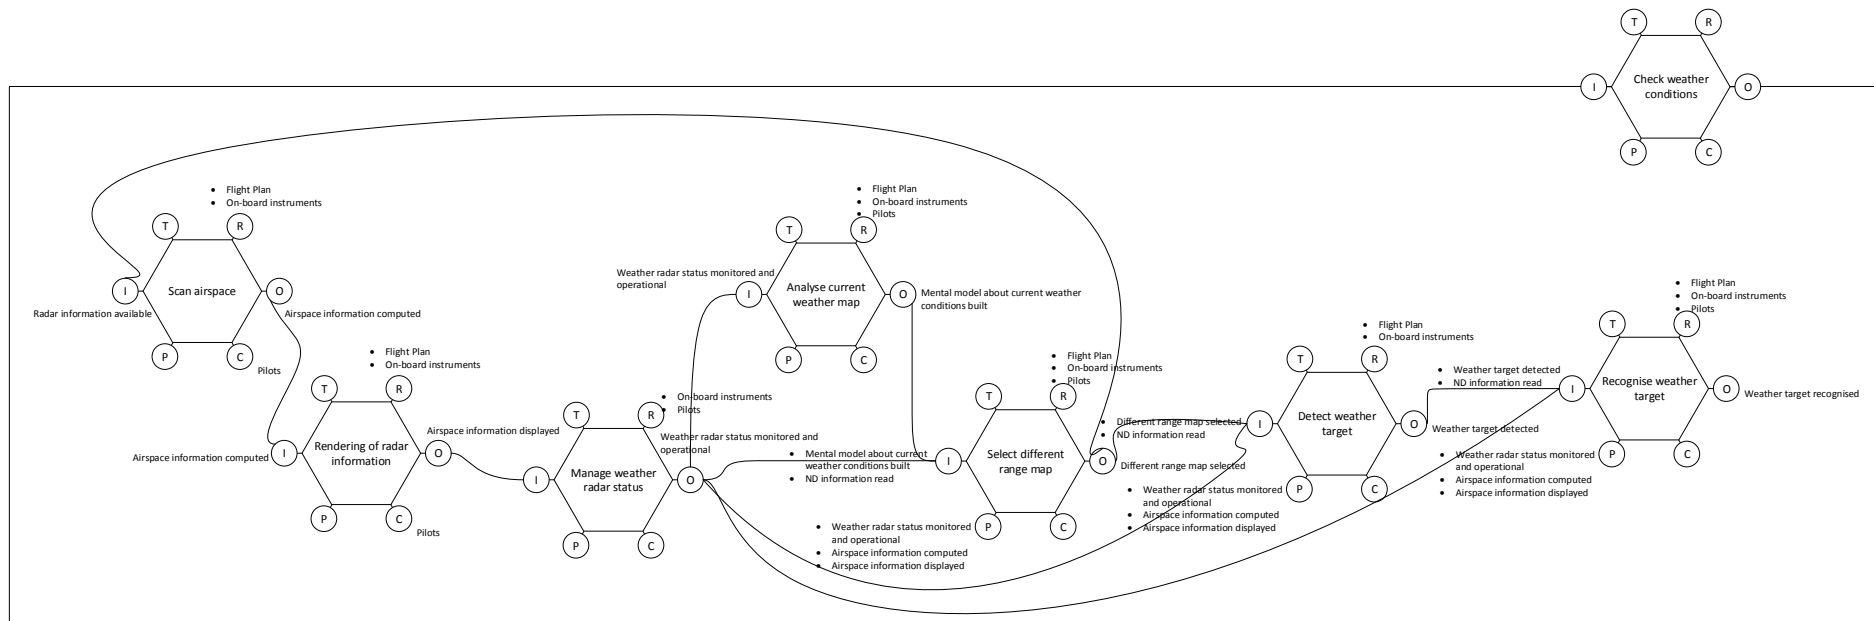 T
R
I
Check weather
conditions
O
P
C
• Flight Plan
• On-board instruments
T
R
I
Scan airspace
O
Radar information available
Airspace information computed
P
C
Pilots
• Flight Plan
• On-board instruments
T
R
Airspace information computed
I
Rendering of radar
information
O
Airspace information displayed
P
C
Pilots
• On-board instruments
• Pilots
T
R
Weather radar status monitored and
operational
I
Manage weather
radar status
O
P
C
• Flight Plan
• On-board instruments
• Pilots
T
R
Weather radar status monitored and
operational
I
Analyse current
weather map
O
Mental model about current weather
conditions built
P
C
• Flight Plan
• On-board instruments
• Pilots
T
R
• Mental model about current
weather conditions built
• ND information read
I
Select different
range map
O
Different range map selected
• Weather radar status monitored
and operational
• Airspace information computed
• Airspace information displayed
P
C
• Flight Plan
• On-board instruments
T
R
• Different range map selected
• ND information read
I
Detect weather
target
O
Weather target detected
• Weather radar status monitored
and operational
• Airspace information computed
• Airspace information displayed
P
C
• Flight Plan
• On-board instruments
• Pilots
T
R
• Weather target detected
• ND information read
I
Recognise weather
target
O
Weather target recognised
• Weather radar status monitored
and operational
• Airspace information computed
• Airspace information displayed
P
C